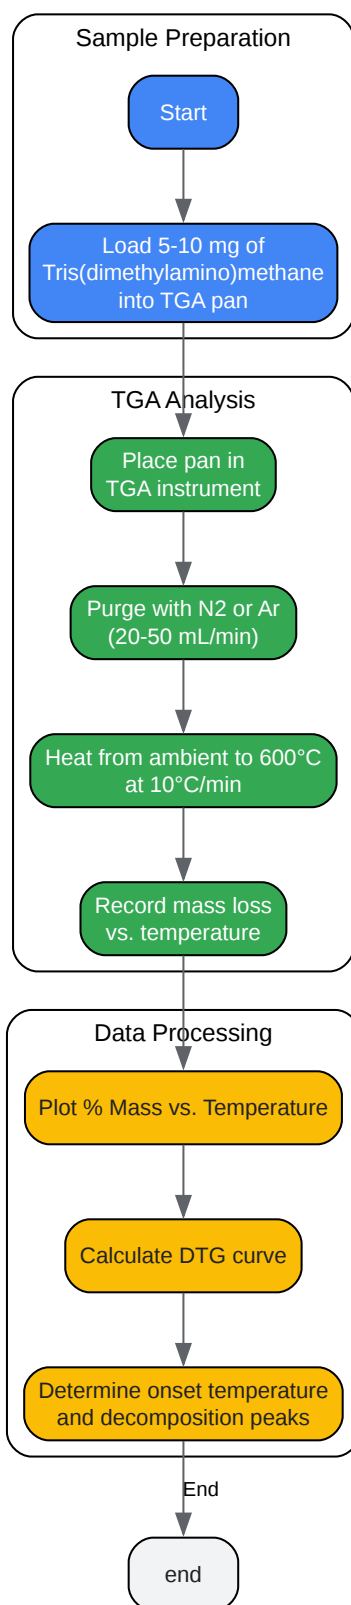 Sample Preparation
Start
Load 5-10 mg of
Tris(dimethylamino)methane
into TGA pan
TGA Analysis
Place pan in
TGA instrument
Purge with N2 or Ar
(20-50 mL/min)
Heat from ambient to 600°C
at 10°C/min
Record mass loss
vs. temperature
Data Processing
Plot % Mass vs. Temperature
Calculate DTG curve
Determine onset temperature
and decomposition peaks
End
end